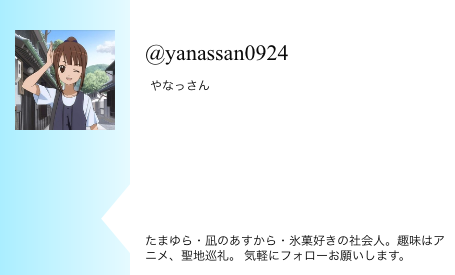 @yanassan0924
やなっさん
たまゆら・凪のあすから・氷菓好きの社会人。趣味はア
ニメ、聖地巡礼。 気軽にフォローお願いします。